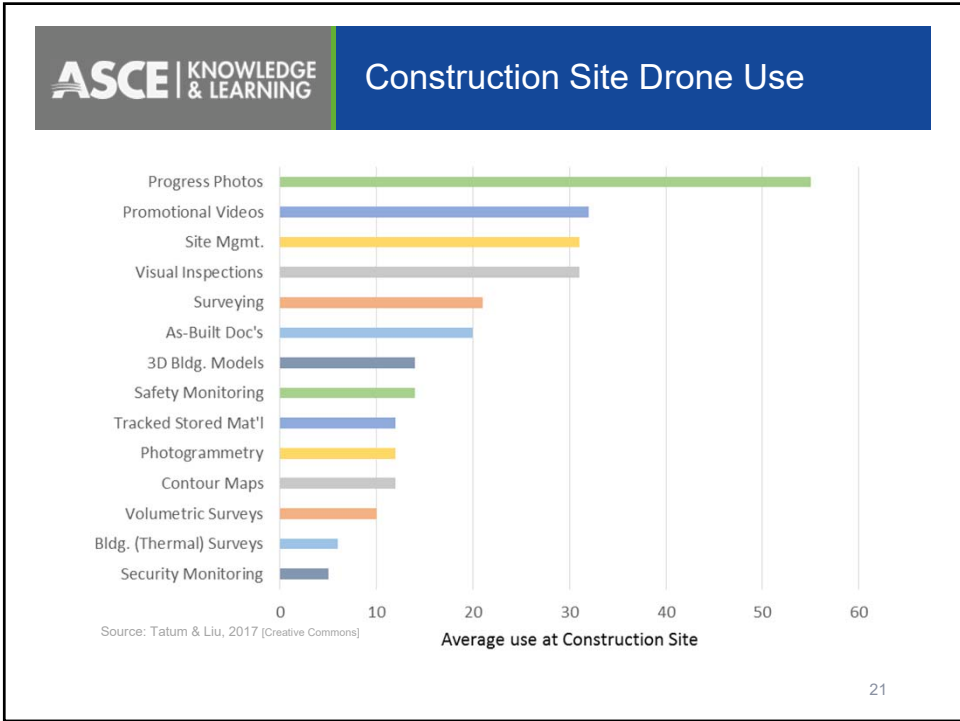 ASCE | KNOWLEDGE
& LEARNING
Construction Site Drone Use
Progress Photos
Promotional Videos
Site Mgmt.
Visual Inspections
Surveying
As-Built Doc's
3D Bldg. Models
Safety Monitoring
Tracked Stored Mat'l
Photogrammetry
Contour Maps
Volumetric Surveys
Bldg. (Thermal) Surveys
Security Monitoring
0 10 20 30 40 50 60
Source: Tatum & Liu, 2017 [Creative Commons]
Average use at Construction Site
21